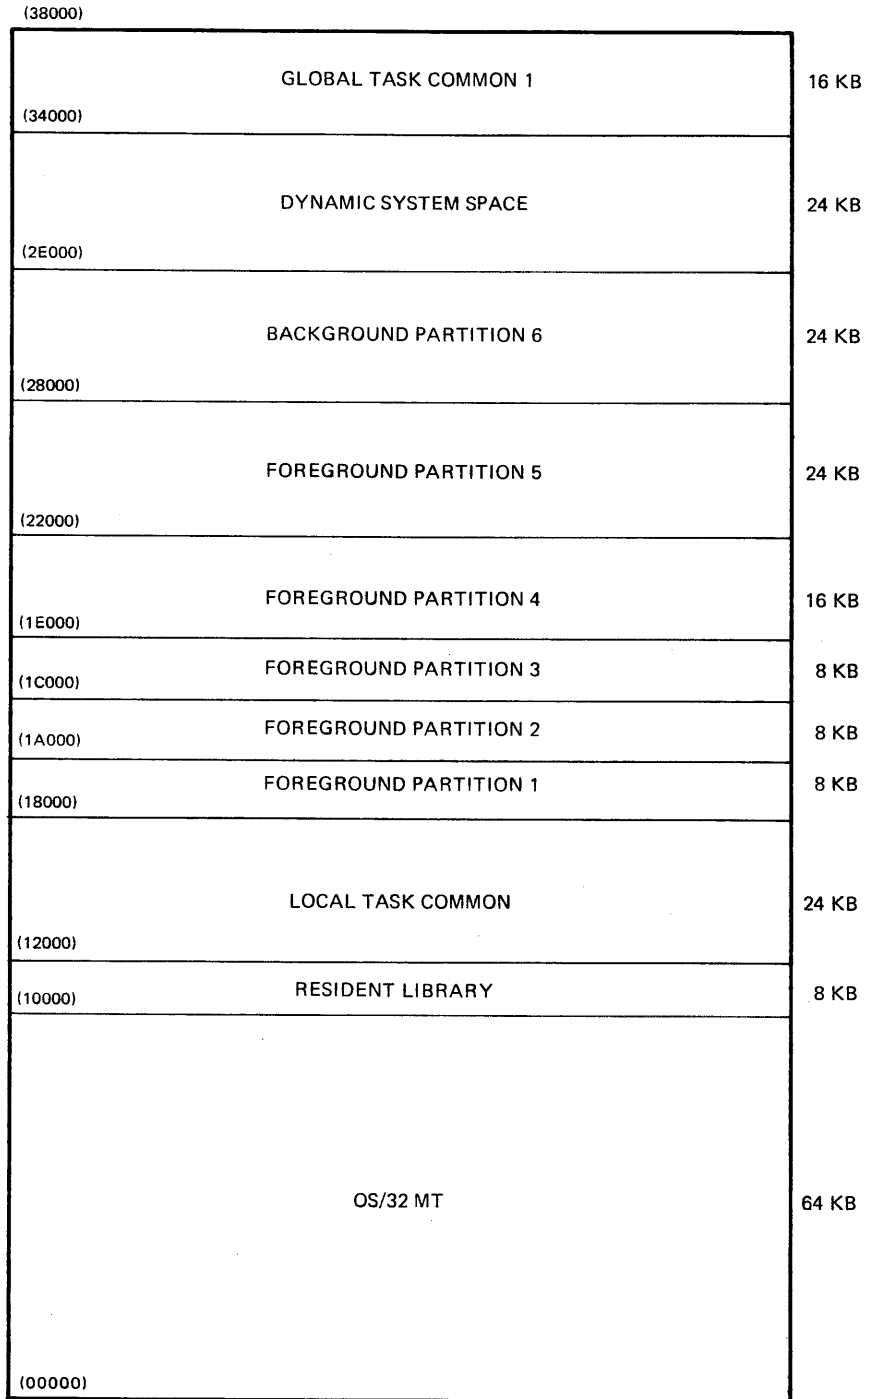 (38000)
GLOBAL TASK COMMON 1
16 KB
(34000)
DYNAMIC SYSTEM SPACE
24 KB
(2E000)
BACKGROUND PARTITION 6
24 KB
(28000)
FOREGROUND PARTITION 5
24 KB
(22000)
FOREGROUND PARTITION 4
16 KB
(1E000)
FOREGROUND PARTITION 3
8 KB
(1C000)
FOREGROUND PARTITION 2
8 KB
(1A000)
FOREGROUND PARTITION 1
8 KB
(18000)
LOCAL TASK COMMON
24 KB
(12000)
RESIDENT LIBRARY
8 KB
(10000)
OS/32 MT
64 KB
(00000)